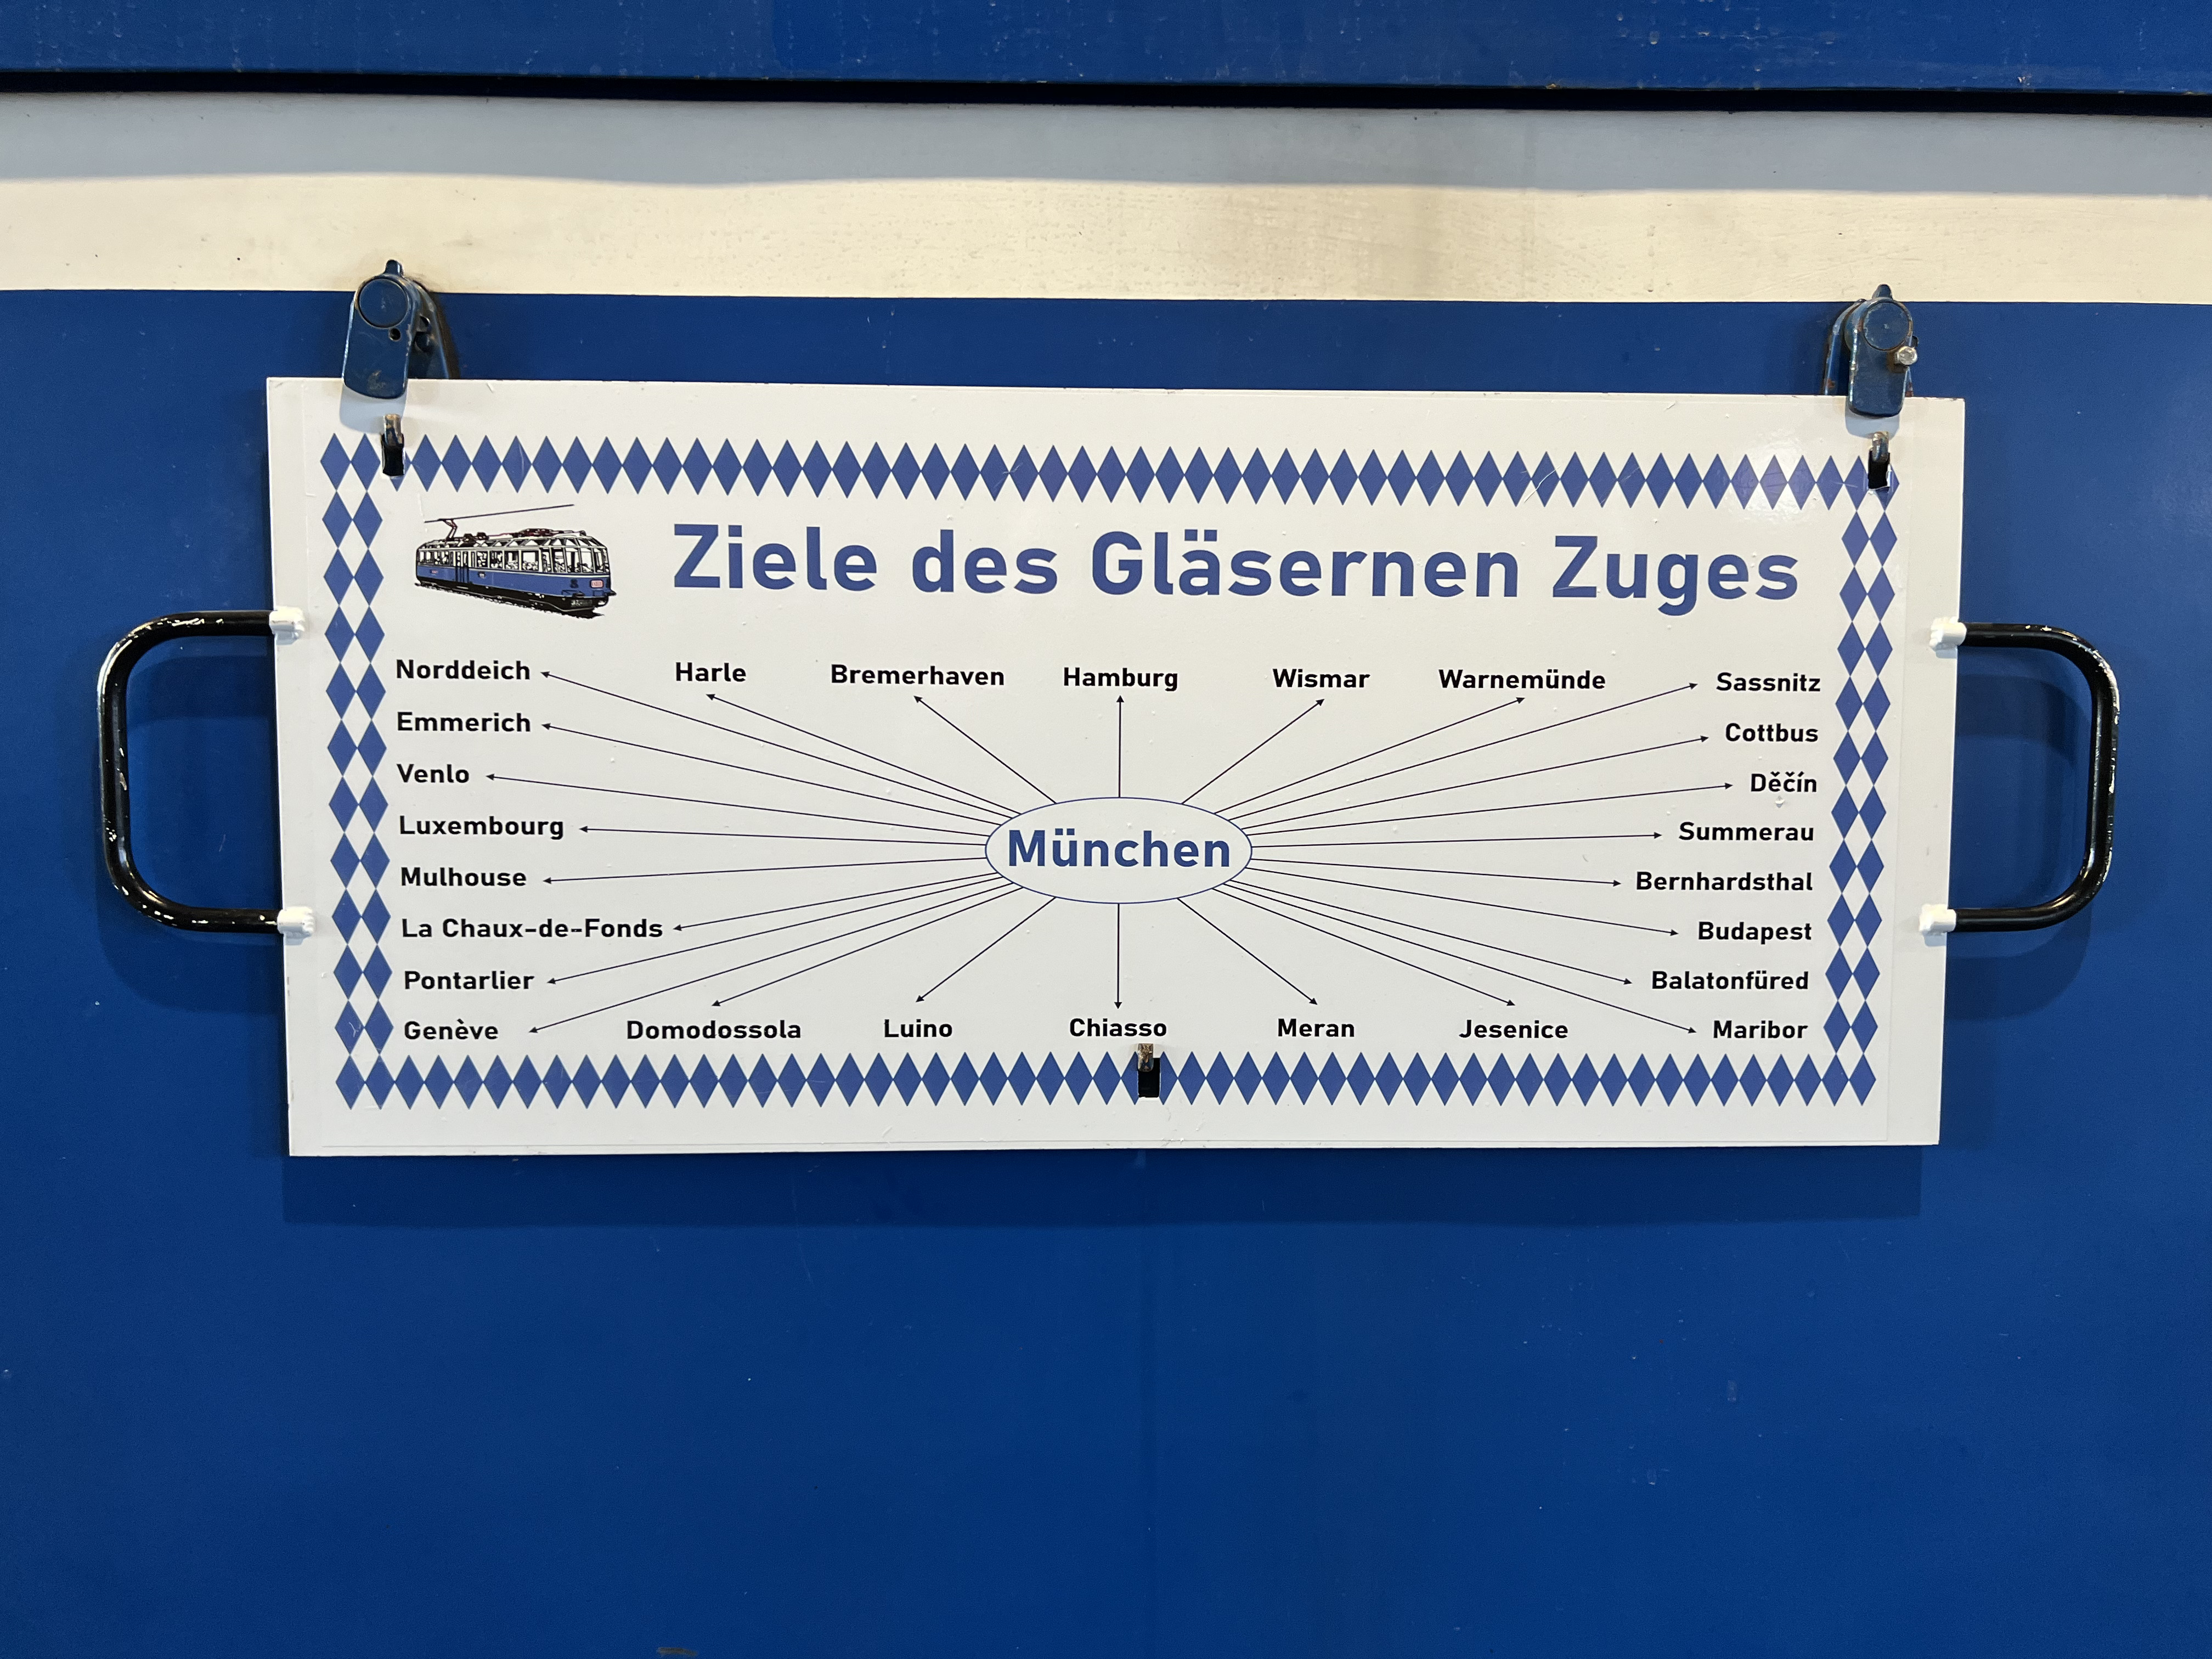 Ziele des Gläsernen Zuges
Norddeich
Harle
Bremerhaven
Hamburg
Wismar
Warnemünde
Sassnitz
Emmerich
Cottbus
Venlo
Děčín
Luxembourg
Summerau
München
Mulhouse
Bernhardsthal
La Chaux-de-Fonds
Budapest
Pontarlier
Balatonfüred
Genève
Domodossola
Luino
Chiasso
Meran
Jesenice
Maribor